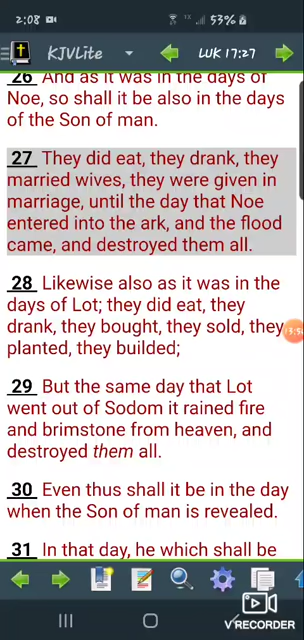 2:08 53%
KJVLite LUK 17:27
26 And as it was in the days of
Noe, so shall it be also in the days
of the Son of man.
27 They did eat, they drank, they
married wives, they were given in
marriage, until the day that Noe
entered into the ark, and the flood
came, and destroyed them all.
28 Likewise also as it was in the
days of Lot; they did eat, they
drank, they bought, they sold, they
planted, they builded;
29 But the same day that Lot
went out of Sodom it rained fire
and brimstone from heaven, and
destroyed them all.
30 Even thus shall it be in the day
when the Son of man is revealed.
31 In that day, he which shall be
V RECORDER